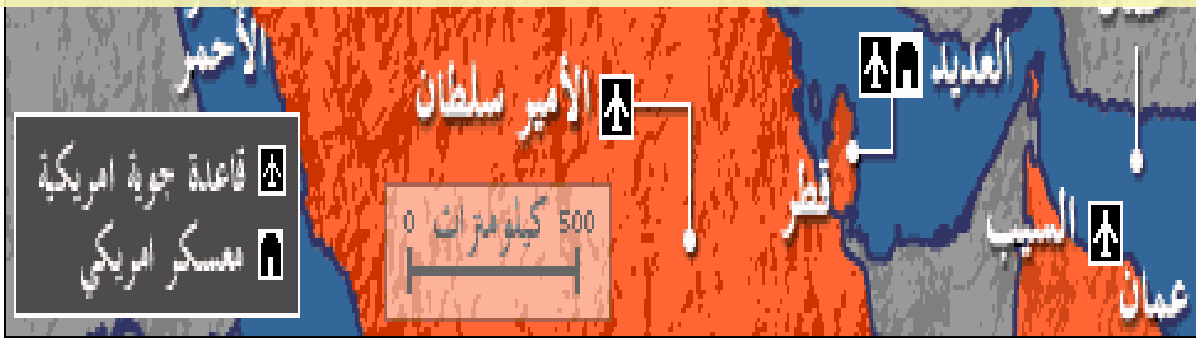 الأحمر
العديد
الأمير سلطان
قطر
السيب
عمان
قاعدة جوية امريكية
معسكر امريكي
0 كيلومترات 500